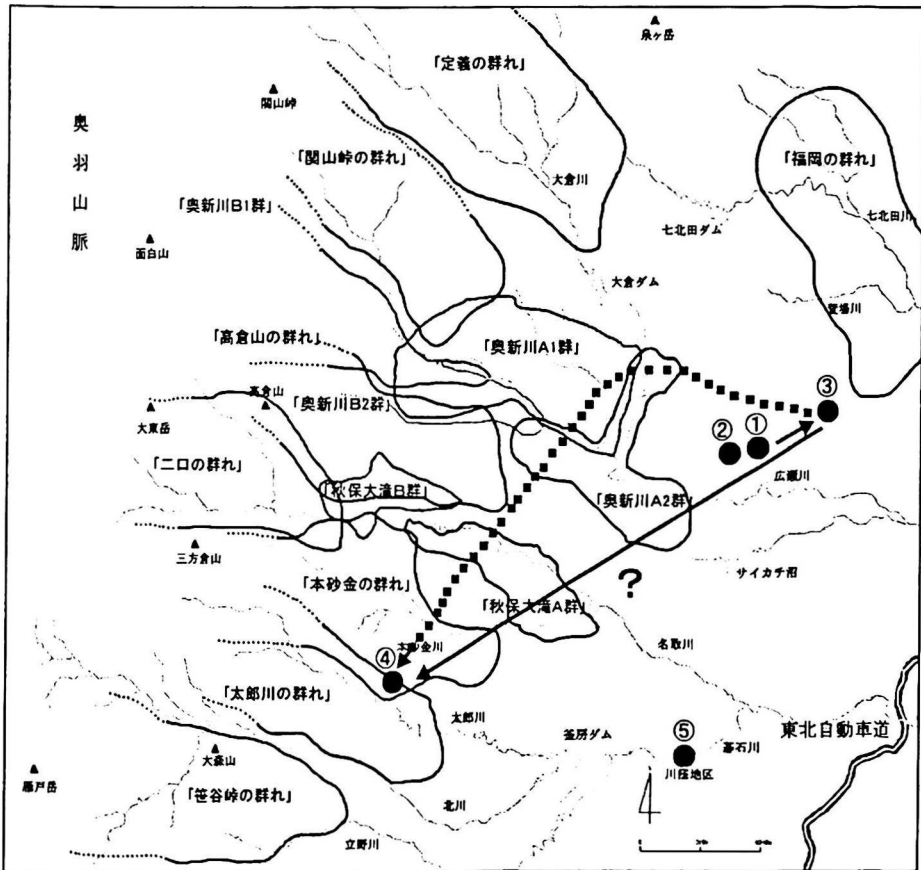 泉ヶ岳
「定義の群れ」
関山峠
奥羽山脈
「関山峠の群れ」
「福岡の群れ」
大倉川
「奥新川B1群」
七北田川
七北田ダム
面白山
大倉ダム
「高倉山の群れ」
「奥新川A1群」
高倉山
③
「奥新川B2群」
大東岳
②
①
「二口の群れ」
広瀬川
「秋保大滝B群」
「奥新川A2群」
三方倉山
サイカチ沼
「本砂金の群れ」
?
「秋保大滝A群」
本砂金川
名取川
④
「太郎川の群れ」
太郎川
釜房ダム
⑤
碁石川
東北自動車道
大森山
川崎地区
雁戸岳
「笹谷峠の群れ」
北川
立野川